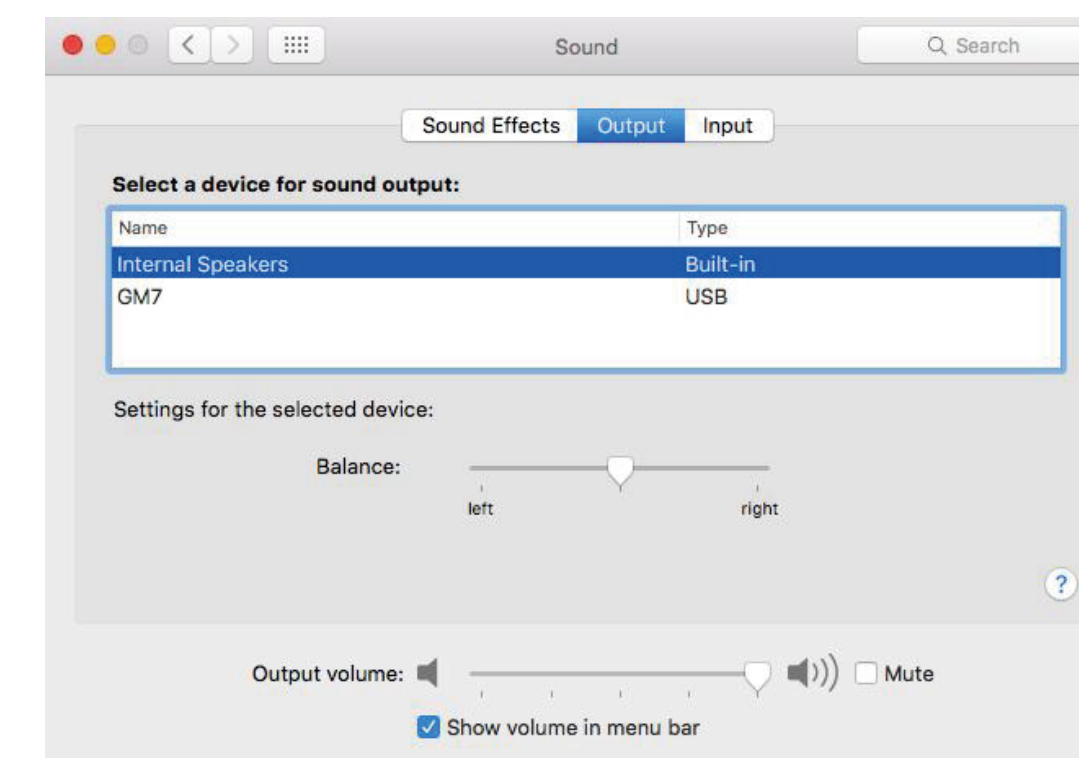 Sound
Search
Sound Effects Output Input
Select a device for sound output:
Name Type
Internal Speakers Built-in
GM7 USB
Settings for the selected device:
Balance:
left right
?
Output volume: Mute
Show volume in menu bar